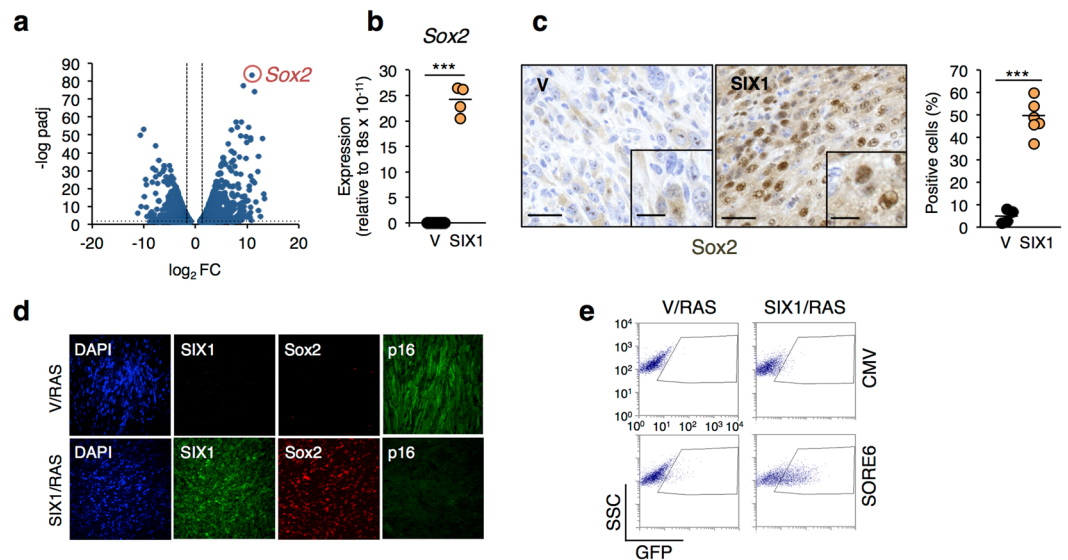 a
Sox2
-log padj
90
80
70
60
50
40
30
20
10
0
-20 -10 0 10 20
log2 FC
b
Sox2
***
Expression
(relative to 18s x 10-11)
30
25
20
15
10
5
0
V SIX1
c
V
SIX1
Sox2
***
Positive cells (%)
70
60
50
40
30
20
10
0
V SIX1
d
V/RAS
DAPI SIX1 Sox2 p16
SIX1/RAS
DAPI SIX1 Sox2 p16
e
V/RAS SIX1/RAS
10⁴
10³
10²
10¹
10⁰
10⁰ 10¹ 10² 10³ 10⁴
CMV
SORE6
SSC
GFP